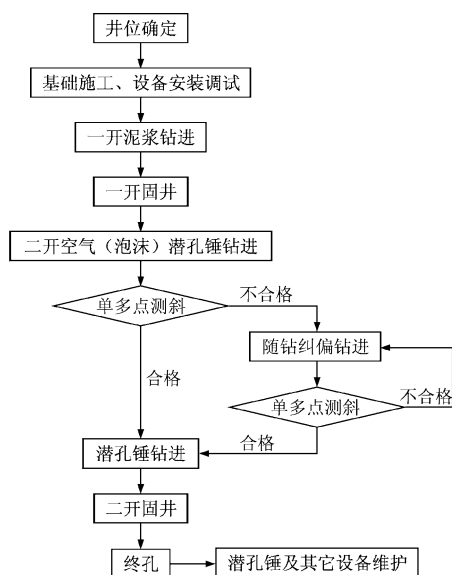 井位确定
基础施工、设备安装调试
一开泥浆钻进
一开固井
二开空气（泡沫）潜孔锤钻进
单多点测斜
不合格
随钻纠偏钻进
合格
单多点测斜
不合格
合格
潜孔锤钻进
二开固井
终孔
潜孔锤及其它设备维护